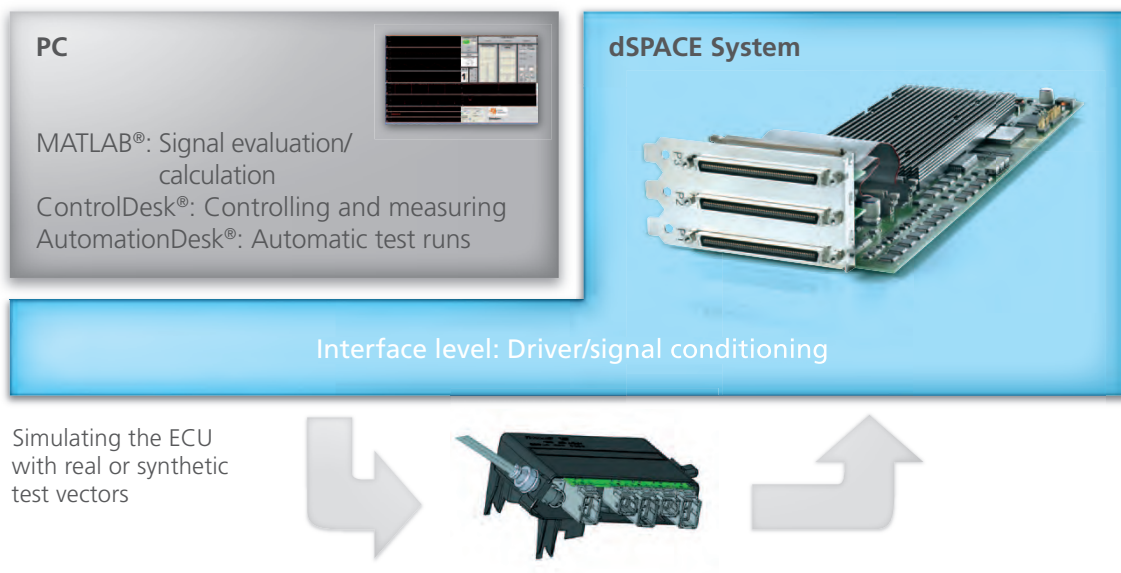 PC
dSPACE System
MATLAB®: Signal evaluation/
calculation
ControlDesk®: Controlling and measuring
AutomationDesk®: Automatic test runs
Interface level: Driver/signal conditioning
Simulating the ECU
with real or synthetic
test vectors